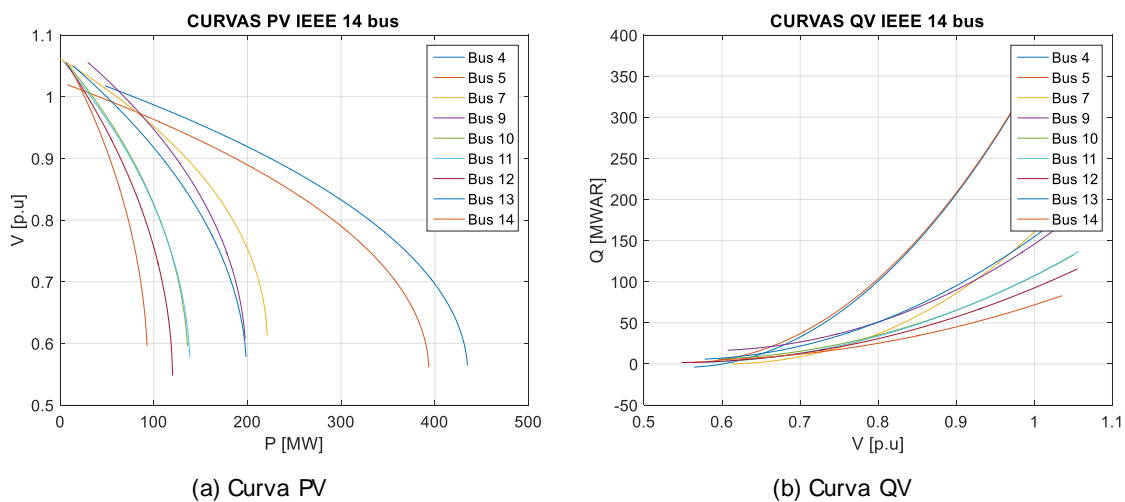 CURVAS PV IEEE 14 bus
1.1
1
0.9
0.8
0.7
0.6
0.5
V [p.u]
0
100
200
300
400
500
P [MW]
Bus 4
Bus 5
Bus 7
Bus 9
Bus 10
Bus 11
Bus 12
Bus 13
Bus 14
(a) Curva PV
CURVAS QV IEEE 14 bus
400
350
300
250
200
150
100
50
0
-50
Q [MWAR]
0.5
0.6
0.7
0.8
0.9
1
1.1
V [p.u]
Bus 4
Bus 5
Bus 7
Bus 9
Bus 10
Bus 11
Bus 12
Bus 13
Bus 14
(b) Curva QV